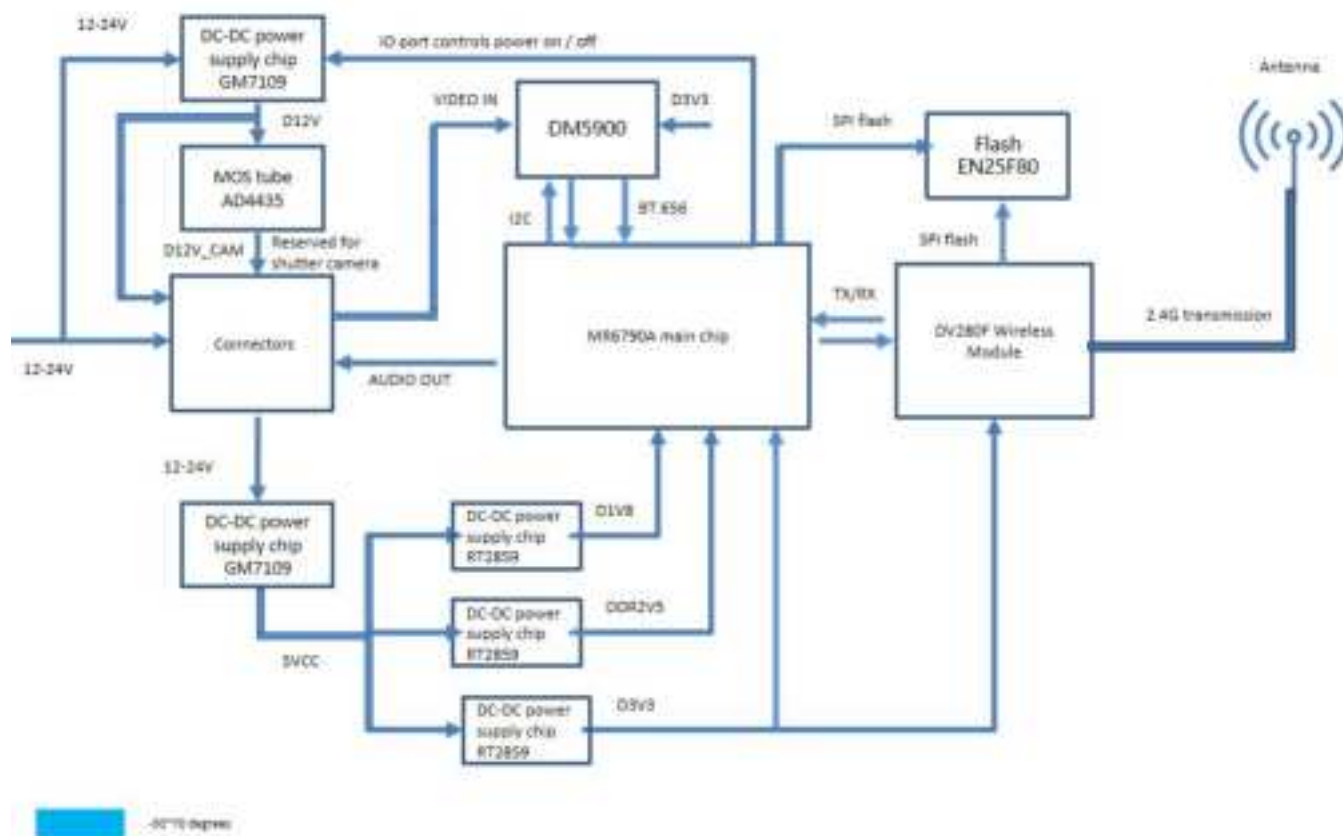 12-24V
DC-DC power
supply chip
GM7109
IO port controls power on / off
D12V
MOS tube
AD4435
D12V_CAM
Reserved for
shutter camera
VIDEO IN
DM5900
D3V3
I2C
BT.656
SPI flash
Flash
EN25F80
SPI flash
Antenna
Connectors
12-24V
AUDIO OUT
MR6790A main chip
TX/RX
DV280F Wireless
Module
2.4G transmission
12-24V
DC-DC power
supply chip
GM7109
5VCC
DC-DC power
supply chip
RT2859
D1V8
DC-DC power
supply chip
RT2859
DDR2V5
DC-DC power
supply chip
RT2859
D3V3
degrees